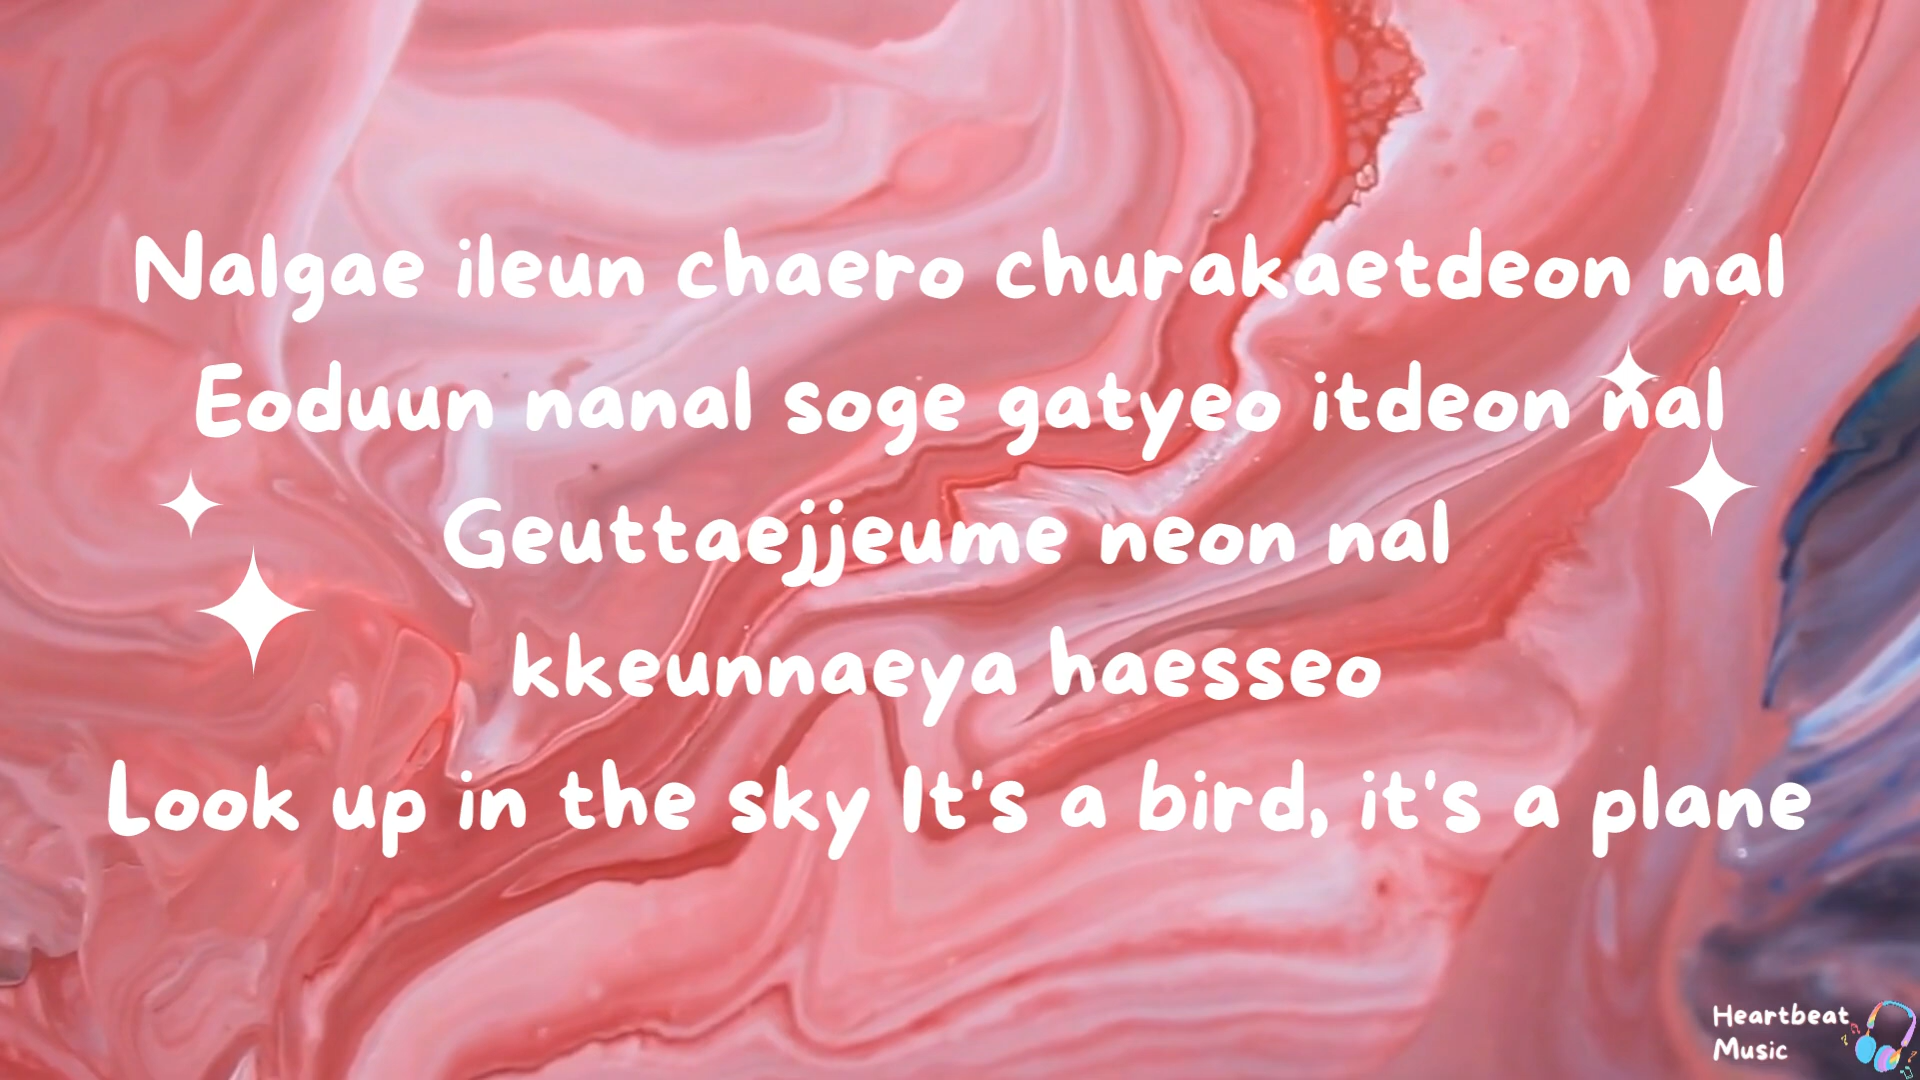 Nalgae ileun chaero churakaetdeon nal
Eoduun nanal soge gatyeo itdeon nal
Geuttaejjeume neon nal
kkeunnaeya haesseo
Look up in the sky It's a bird, it's a plane
Heartbeat
Music